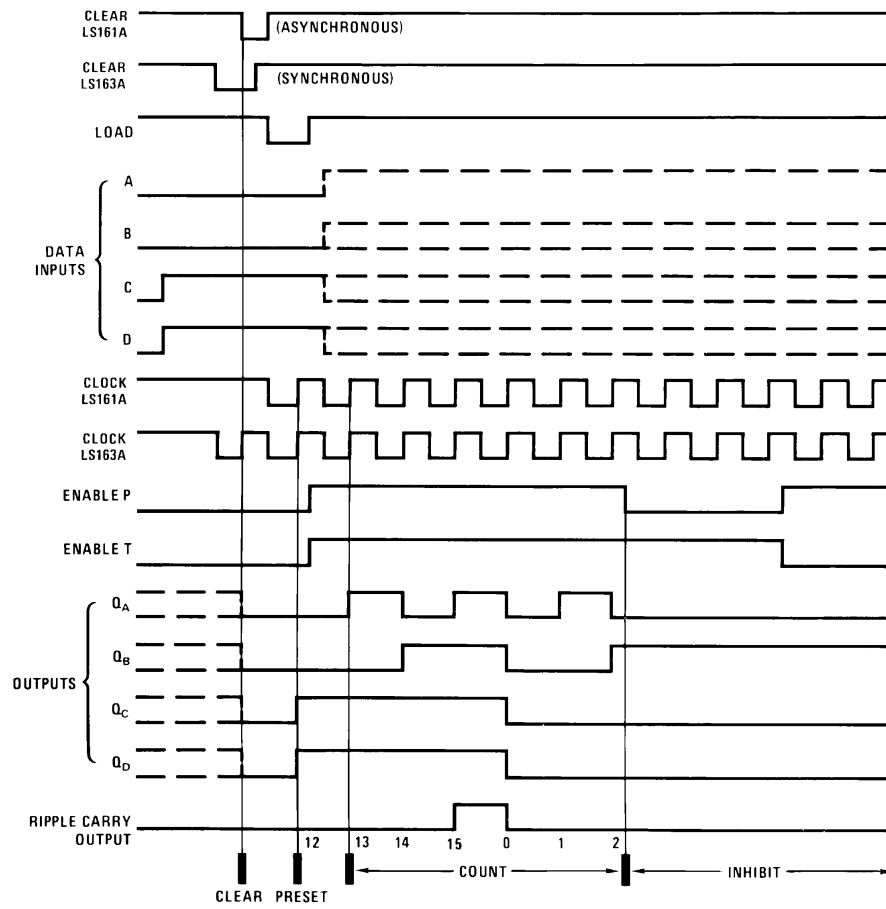 CLEAR
LS161A
(ASYNCHRONOUS)
CLEAR
LS163A
(SYNCHRONOUS)
LOAD
A
B
DATA
INPUTS
C
D
CLOCK
LS161A
CLOCK
LS163A
ENABLE P
ENABLE T
QA
QB
OUTPUTS
QC
QD
RIPPLE CARRY
OUTPUT
12 13 14 15 0 1 2
COUNT INHIBIT
CLEAR PRESET